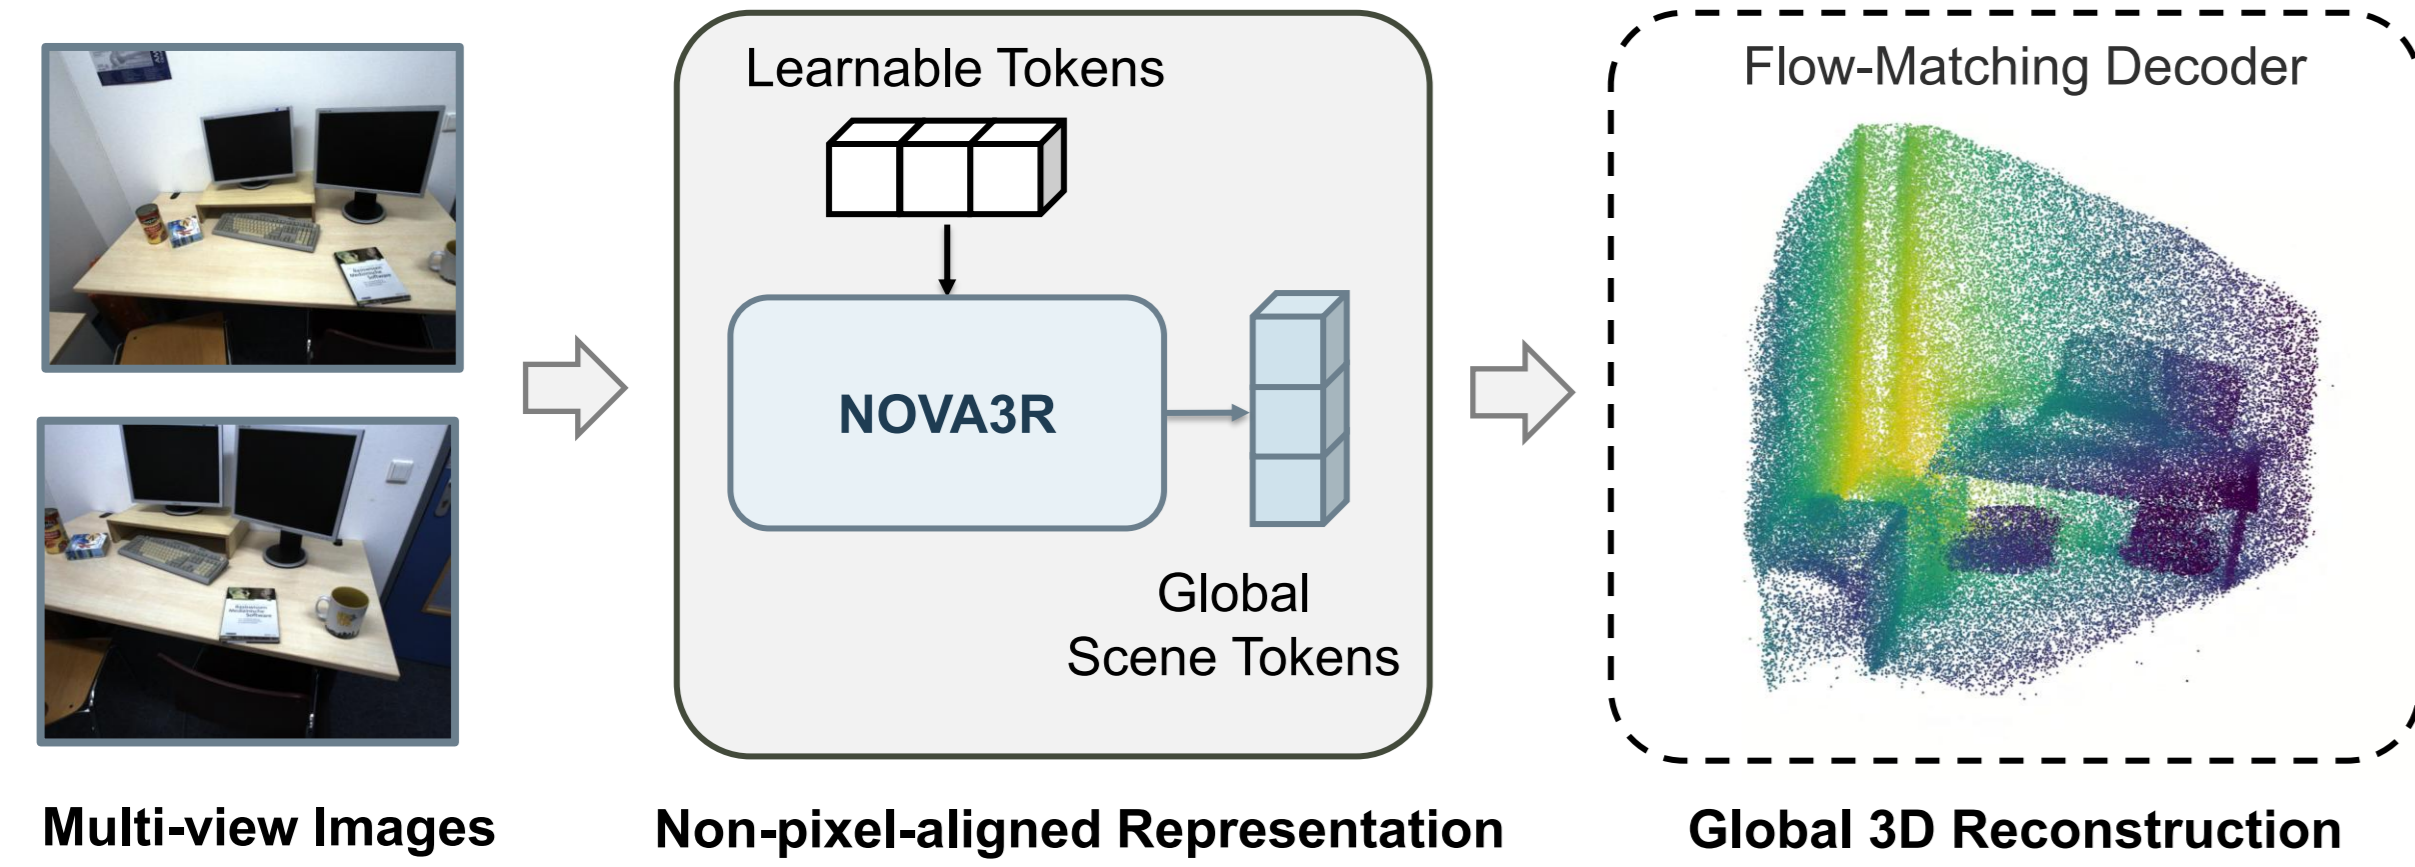 Learnable Tokens
NOVA3R
Global
Scene Tokens
Flow-Matching Decoder
Multi-view Images
Non-pixel-aligned Representation
Global 3D Reconstruction